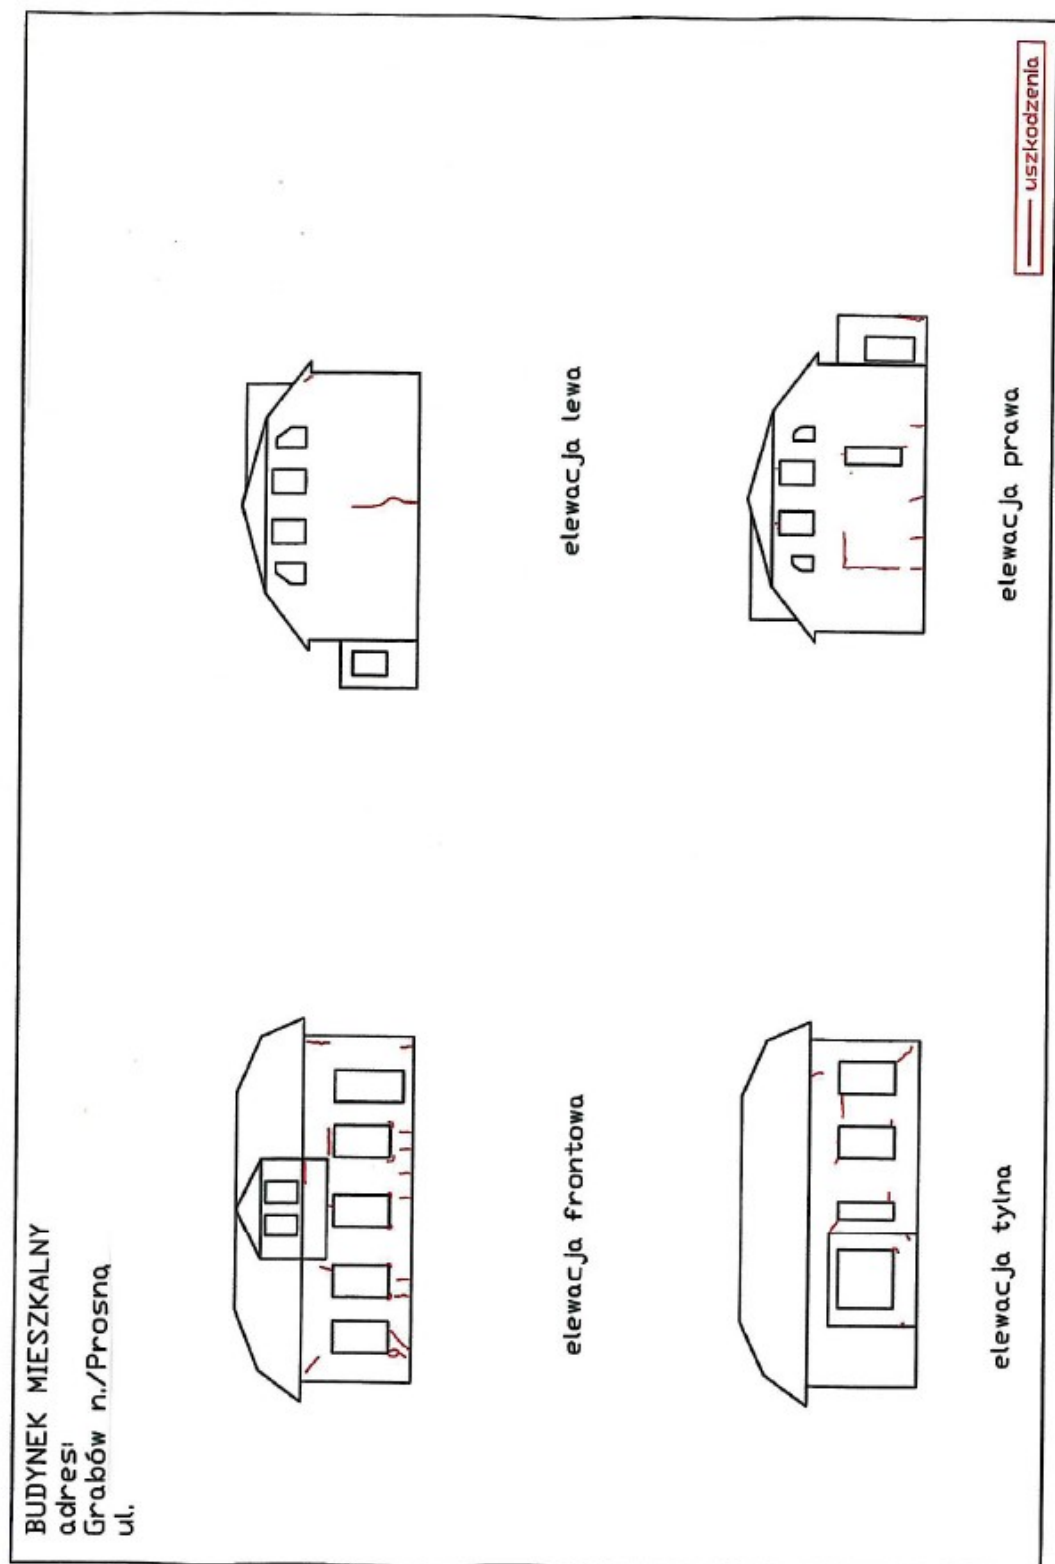 BUDYNEK MIESZKALNY
adres:
Grabów n./Prosną
ul.
elewacja frontowa
elewacja lewa
elewacja tylna
elewacja prawa
uszkodzenia